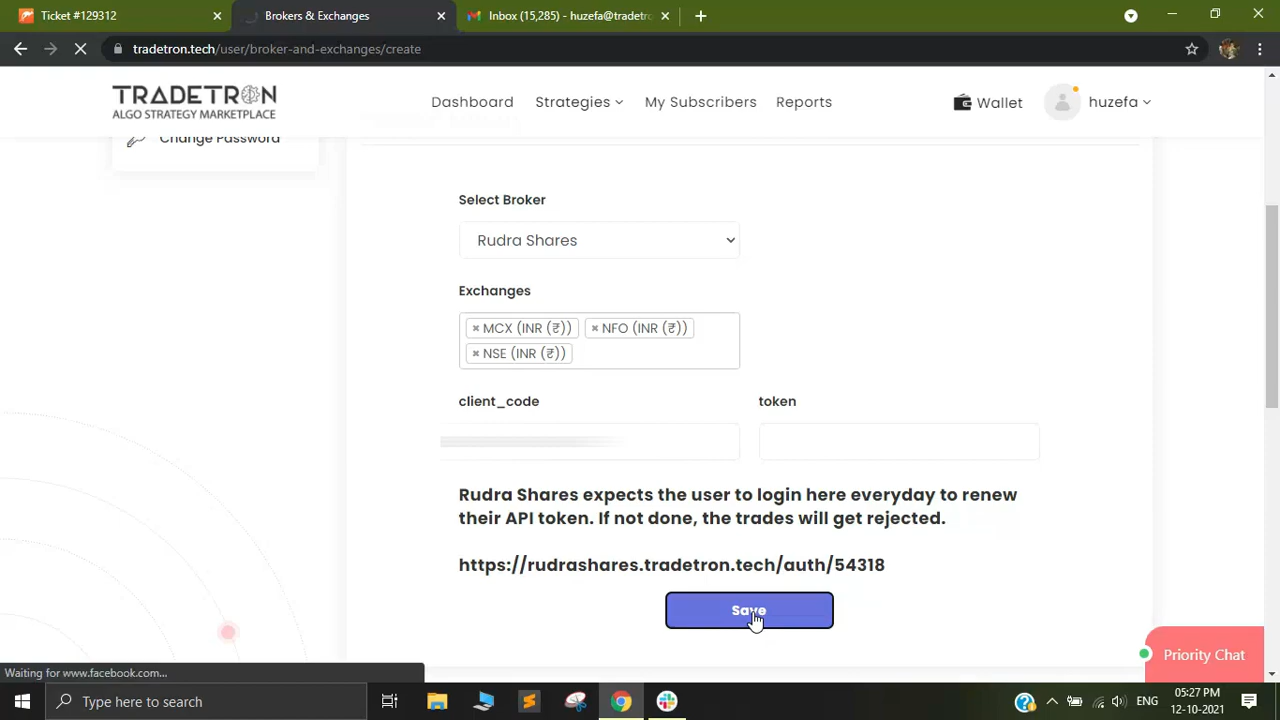 Ticket #129312
Brokers & Exchanges
Inbox (15,285) - huzefa@tradetro
tradetron.tech/user/broker-and-exchanges/create
TRADETRON
ALGO STRATEGY MARKETPLACE
Dashboard
Strategies
My Subscribers
Reports
Wallet
huzefa
Change Password
Select Broker
Rudra Shares
Exchanges
× MCX (INR (₹)) × NFO (INR (₹))
× NSE (INR (₹))
client_code
token
Rudra Shares expects the user to login here everyday to renew
their API token. If not done, the trades will get rejected.
https://rudrashares.tradetron.tech/auth/54318
Save
Priority Chat
Waiting for www.facebook.com...
Type here to search
ENG
05:27 PM
12-10-2021